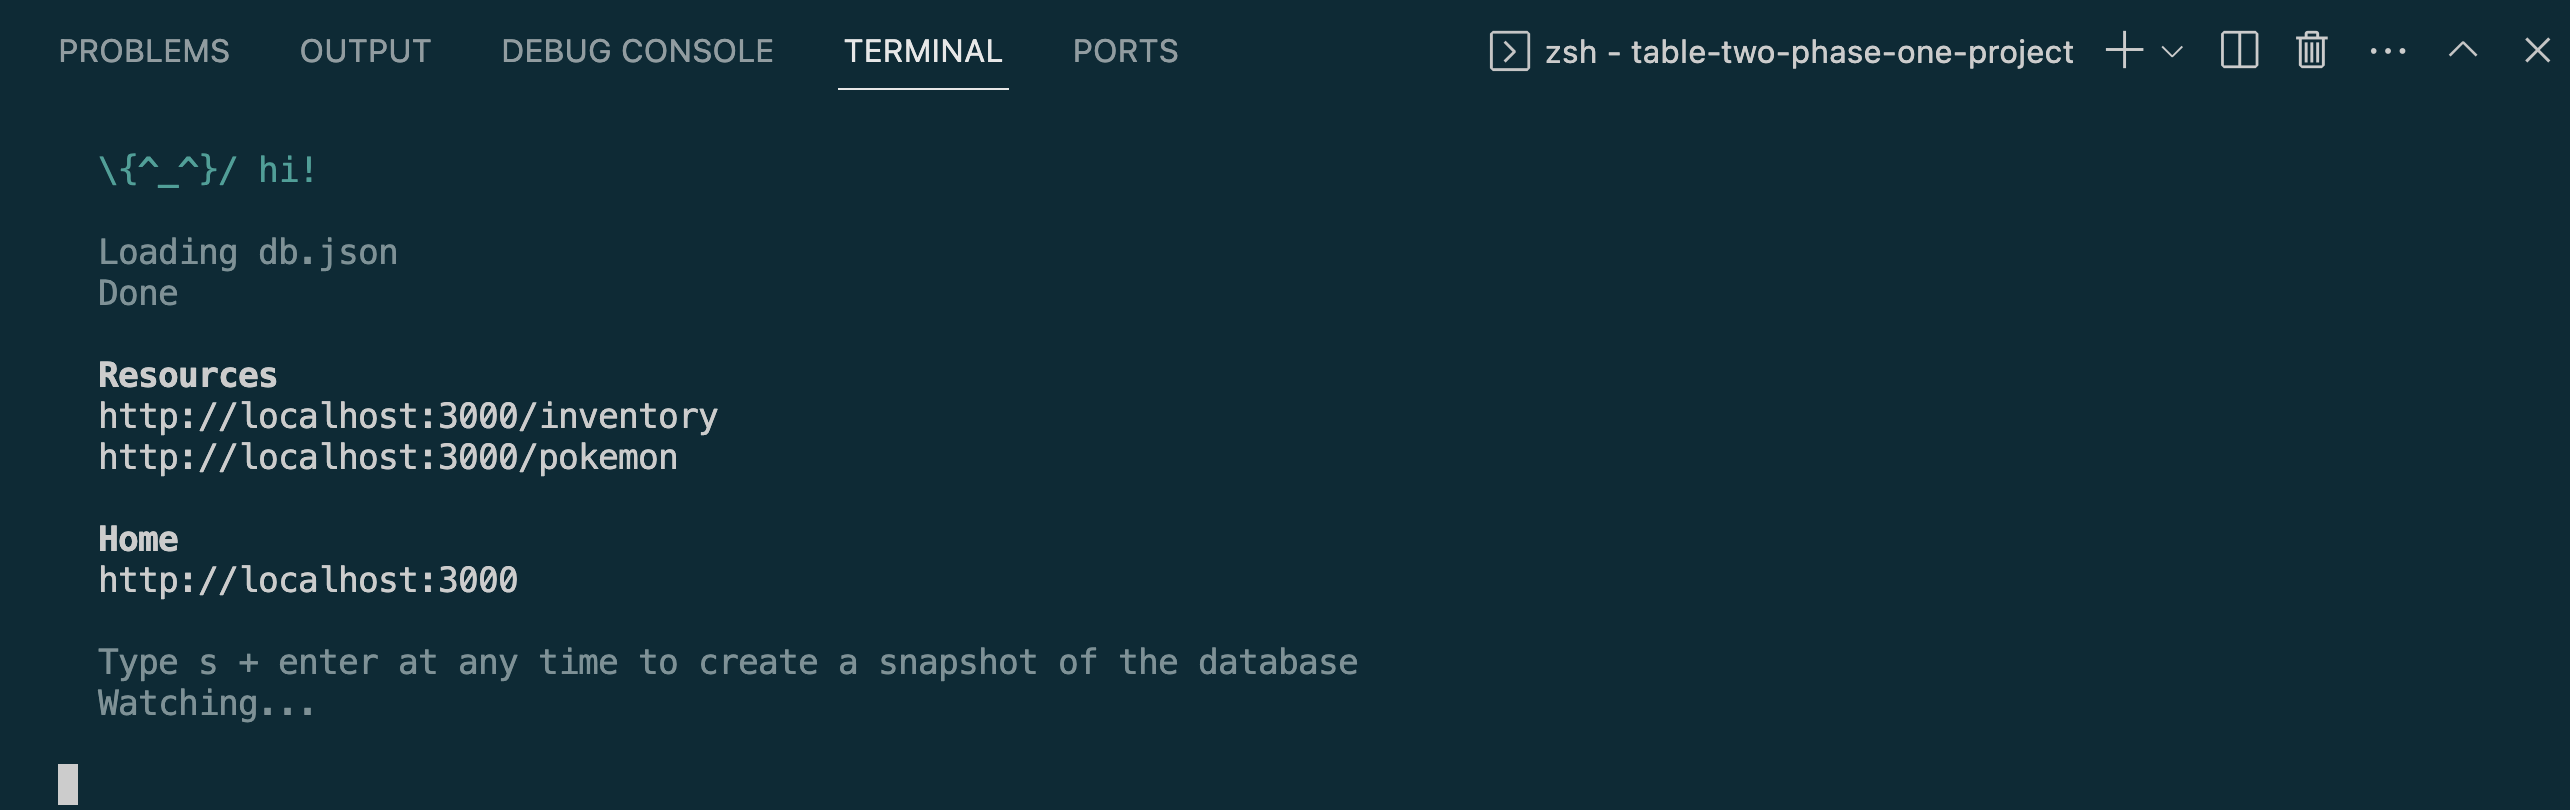 PROBLEMS OUTPUT DEBUG CONSOLE TERMINAL PORTS zsh - table-two-phase-one-project
\{^_^}/ hi!
Loading db.json
Done
Resources
http://localhost:3000/inventory
http://localhost:3000/pokemon
Home
http://localhost:3000
Type s + enter at any time to create a snapshot of the database
Watching...